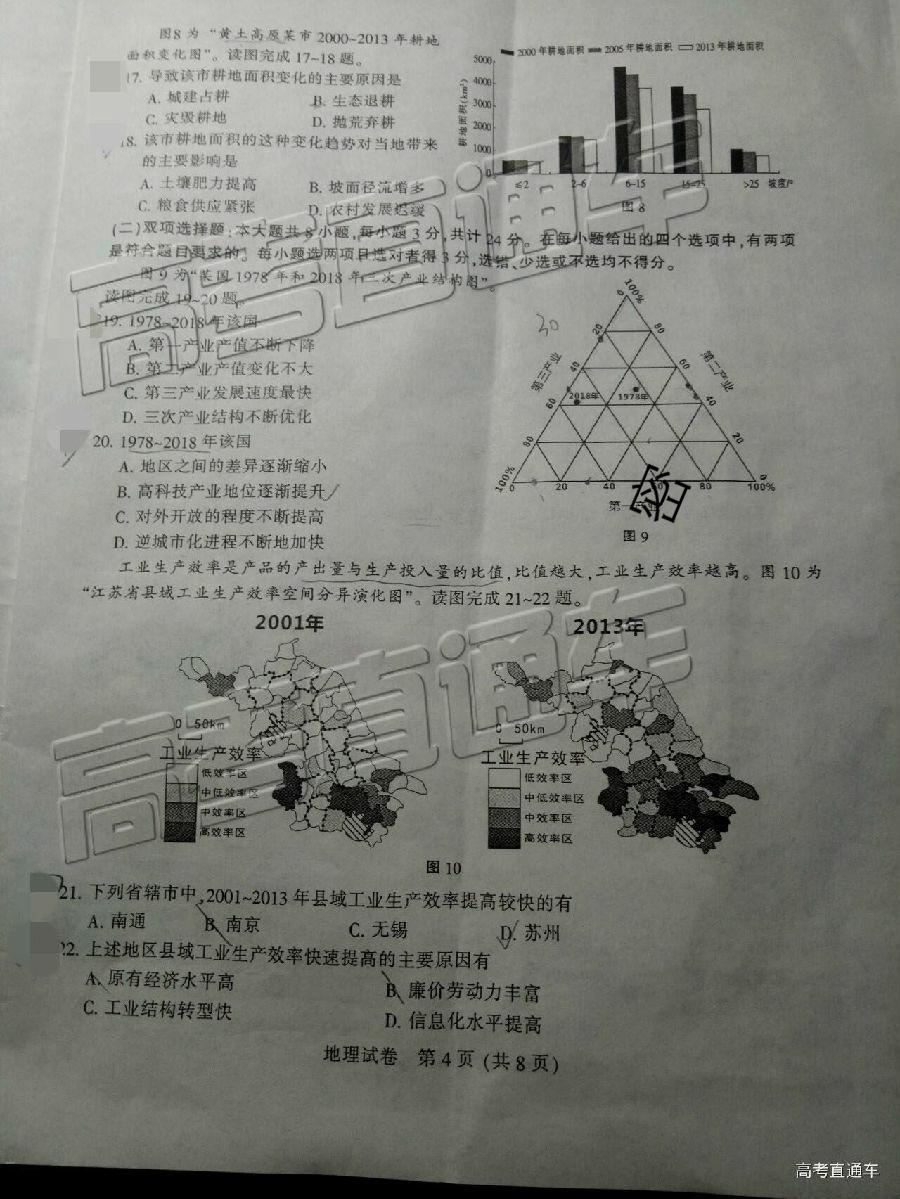 图8为“黄土高原某市2000~2013年耕地
面积变化图”。读图完成17~18题。
17. 导致该市耕地面积变化的主要原因是
A. 城建占耕 B. 生态退耕
C. 灾毁耕地 D. 抛荒弃耕
18. 该市耕地面积的这种变化趋势对当地带来
的主要影响是
A. 土壤肥力提高 B. 坡面径流增多
C. 粮食供应紧张 D. 农村发展迟缓
2000年耕地面积 2005年耕地面积 2013年耕地面积
耕地面积(km²)
5000
4000
3000
2000
1000
0
≤2 2-6 6-15 15-25 >25 坡度/°
图8
(二)双项选择题:本大题共8小题,每小题3分,共计24分。在每小题给出的四个选项中,有两项
是符合题目要求的。每小题选两项且选对者得3分,选错、少选或不选均不得分。
图9为“某国1978年和2018年三次产业结构图”。
读图完成19~20题。
19. 1978~2018年该国
A. 第一产业产值不断下降
B. 第二产业产值变化不大
C. 第三产业发展速度最快
D. 三次产业结构不断优化
20. 1978~2018年该国
A. 地区之间的差异逐渐缩小
B. 高科技产业地位逐渐提升
C. 对外开放的程度不断提高
D. 逆城市化进程不断地加快
30
0 100%
20 80
第三产业 第二产业
40 60
2018年 1978年
60 40
80 20
100% 0
0 20 40 80 100%
第一产业
密
图9
工业生产效率是产品的产出量与生产投入量的比值,比值越大,工业生产效率越高。图10为
“江苏省县域工业生产效率空间分异演化图”。读图完成21~22题。
2001年 2013年
0 50km 0 50km
工业生产效率 工业生产效率
低效率区 低效率区
中低效率区 中低效率区
中效率区 中效率区
高效率区 高效率区
图10
21. 下列省辖市中,2001~2013年县域工业生产效率提高较快的有
A. 南通 B. 南京 C. 无锡 D. 苏州
22. 上述地区县域工业生产效率快速提高的主要原因有
A. 原有经济水平高 B. 廉价劳动力丰富
C. 工业结构转型快 D. 信息化水平提高
地理试卷 第4页(共8页)
高考直通车
高考直通车
高考直通车